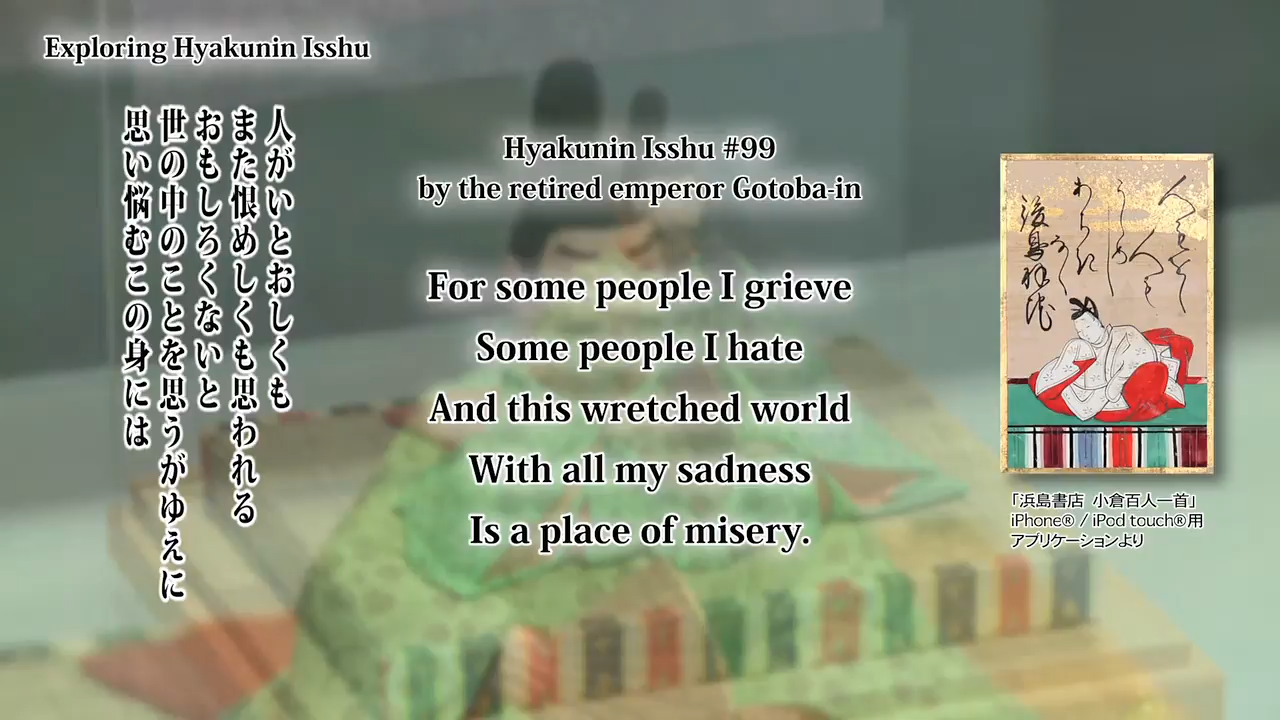 Exploring Hyakunin Isshu
人がいとおしくも
また恨めしくも思われる
おもしろくないと
世の中のことを思うがゆえに
思い悩むこの身には
Hyakunin Isshu #99
by the retired emperor Gotoba-in
For some people I grieve
Some people I hate
And this wretched world
With all my sadness
Is a place of misery.
「浜島書店 小倉百人一首」
iPhone® / iPod touch®用
アプリケーションより